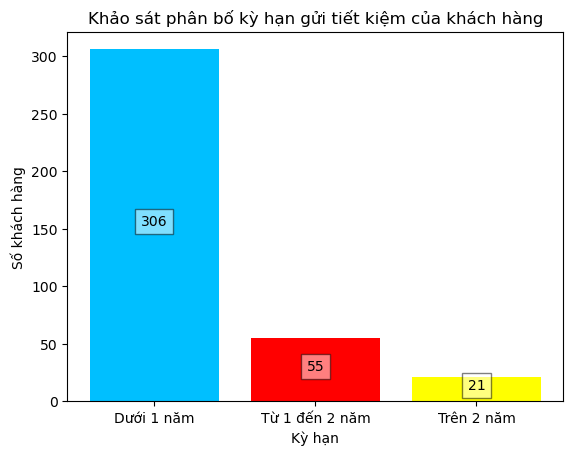 Khảo sát phân bố kỳ hạn gửi tiết kiệm của khách hàng
Số khách hàng
300
250
200
150
100
50
0
306
55
21
Dưới 1 năm
Từ 1 đến 2 năm
Trên 2 năm
Kỳ hạn